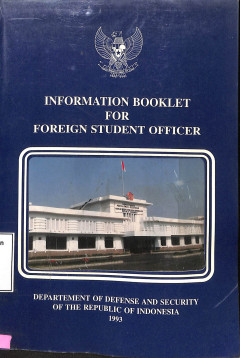 INFORMATION BOOKLET
FOR
FOREIGN STUDENT OFFICER
DEPARTEMENT OF DEFENSE AND SECURITY
OF THE REPUBLIC OF INDONESIA
1993